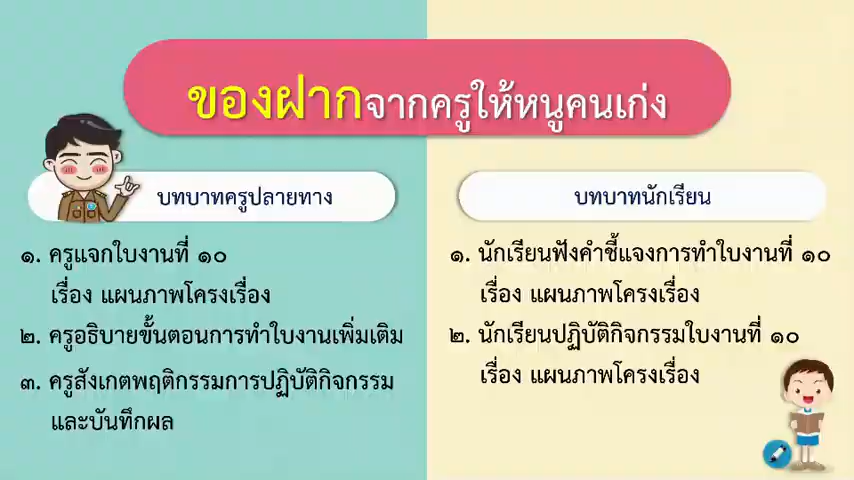 ของฝากจากครูให้หนูคนเก่ง
บทบาทครูปลายทาง
๑. ครูแจกใบงานที่ ๑๐
เรื่อง แผนภาพโครงเรื่อง
๒. ครูอธิบายขั้นตอนการทำใบงานเพิ่มเติม
๓. ครูสังเกตพฤติกรรมการปฏิบัติกิจกรรม
และบันทึกผล
บทบาทนักเรียน
๑. นักเรียนฟังคำชี้แจงการทำใบงานที่ ๑๐
เรื่อง แผนภาพโครงเรื่อง
๒. นักเรียนปฏิบัติกิจกรรมใบงานที่ ๑๐
เรื่อง แผนภาพโครงเรื่อง